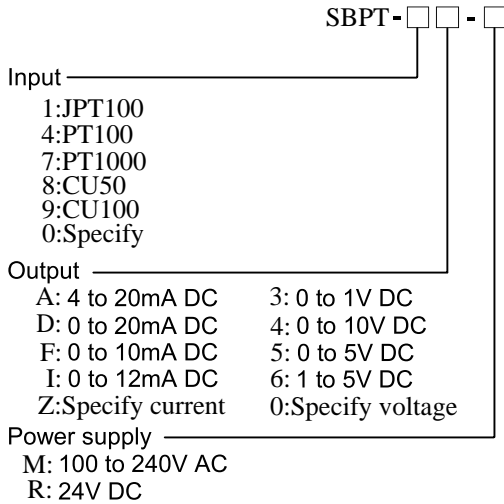 SBPT-□□-□
Input
1:JPT100
4:PT100
7:PT1000
8:CU50
9:CU100
0:Specify
Output
A: 4 to 20mA DC 3: 0 to 1V DC
D: 0 to 20mA DC 4: 0 to 10V DC
F: 0 to 10mA DC 5: 0 to 5V DC
I: 0 to 12mA DC 6: 1 to 5V DC
Z:Specify current 0:Specify voltage
Power supply
M: 100 to 240V AC
R: 24V DC